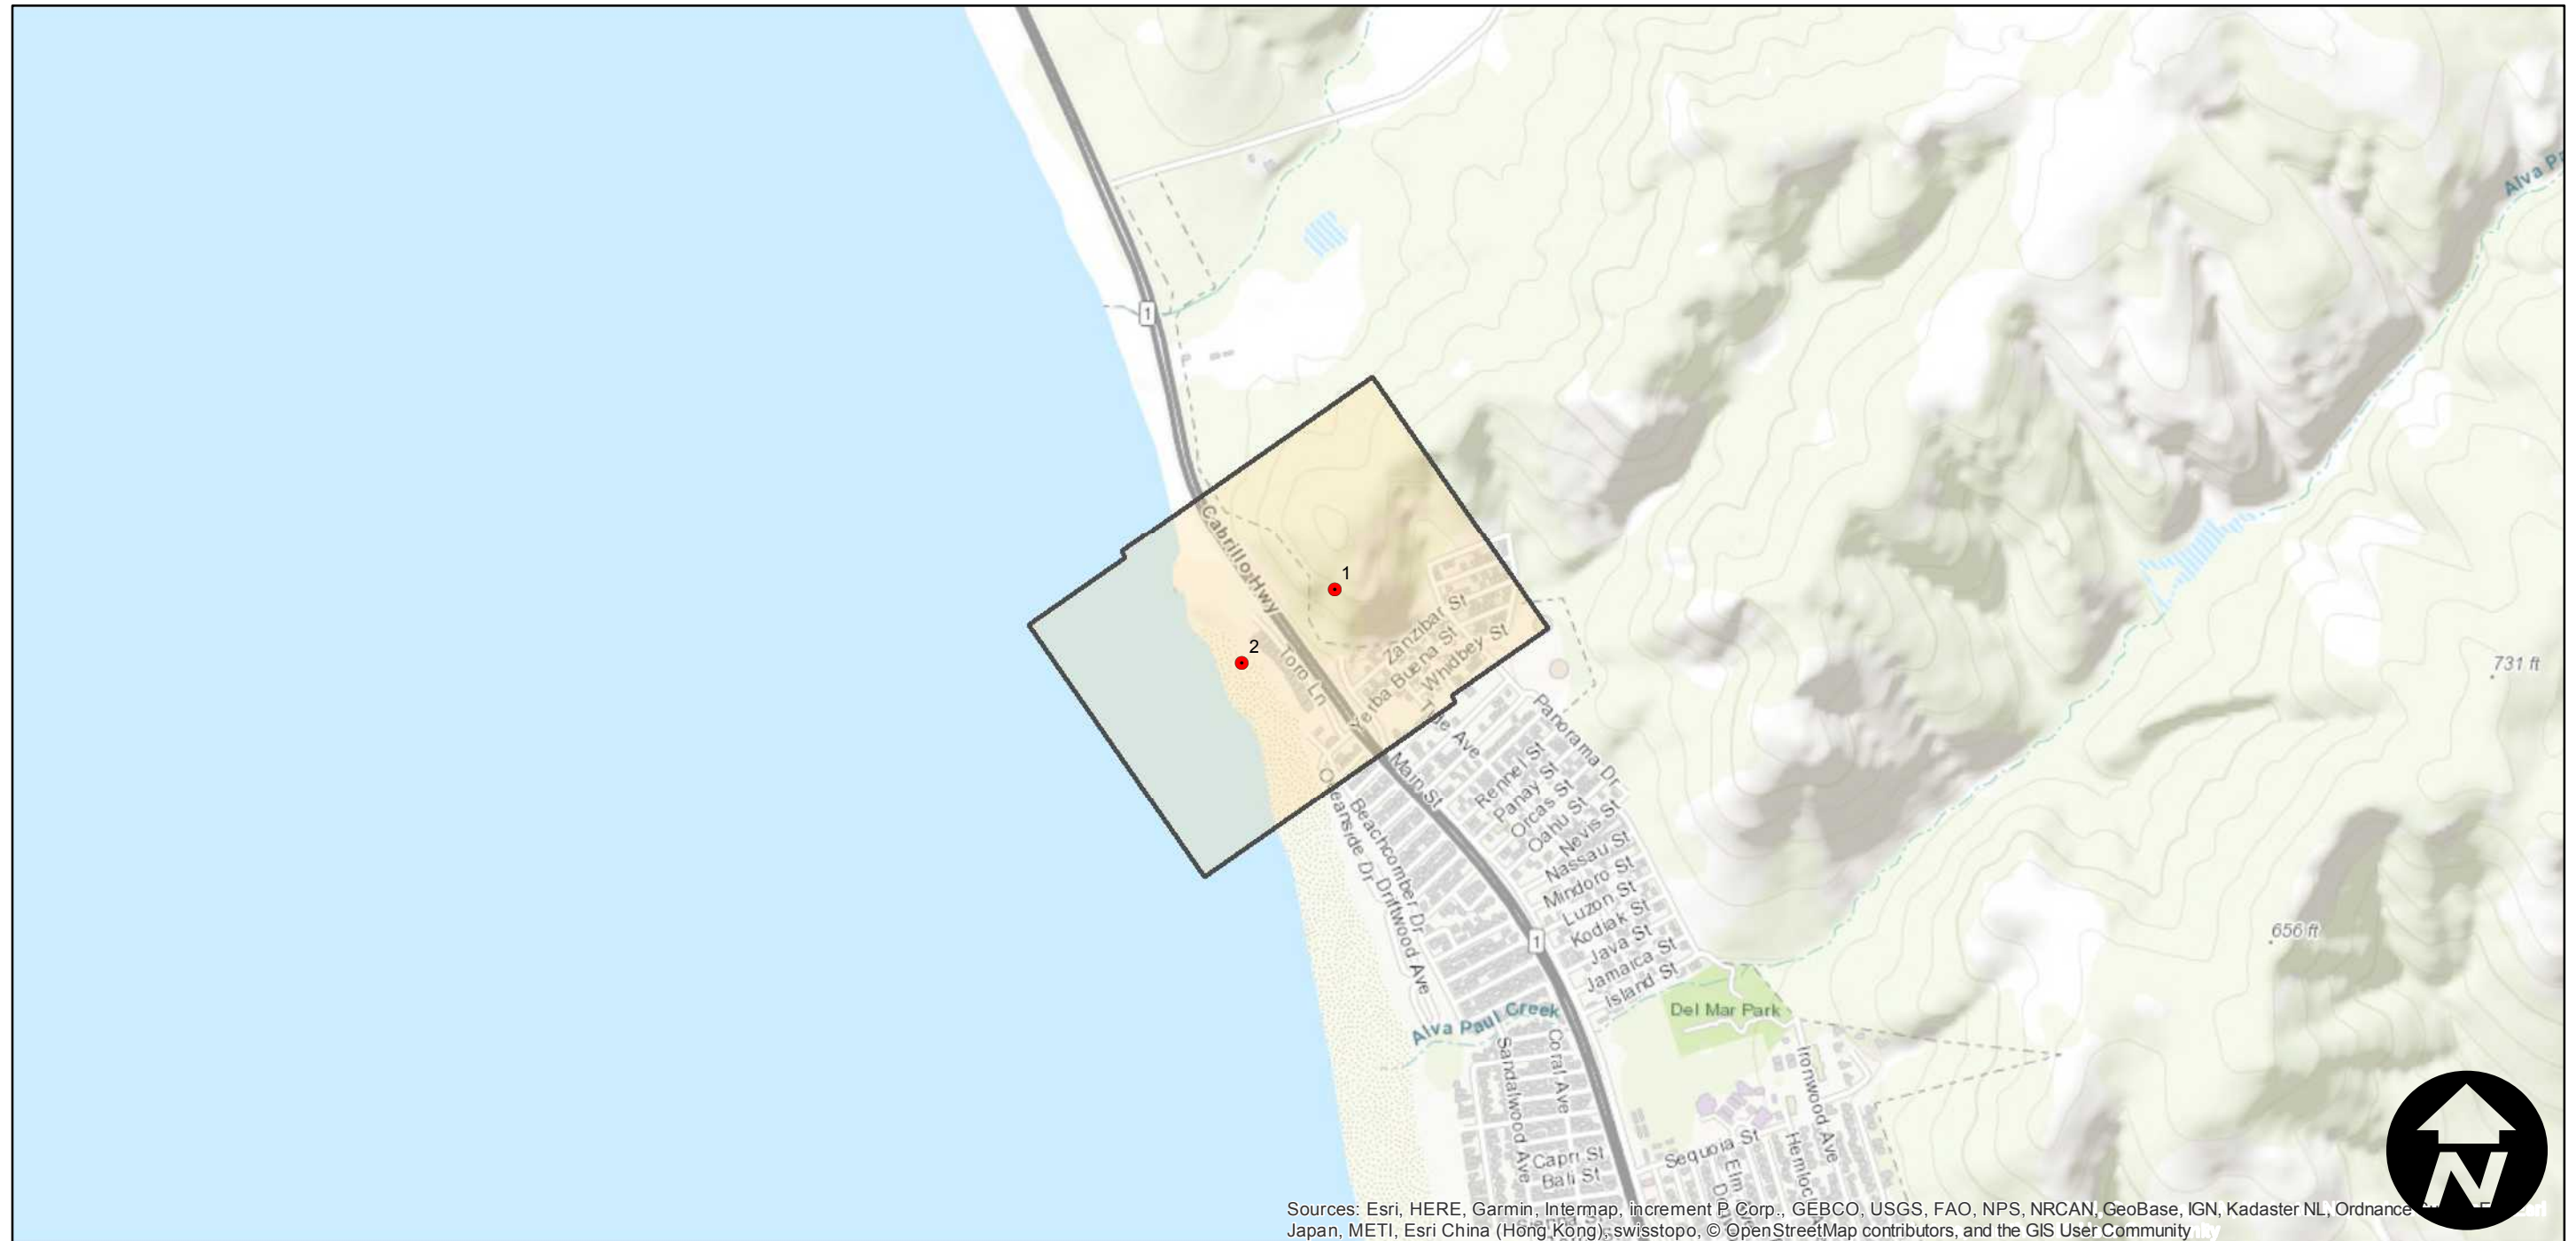 Alva Pa
1
Cabrillo Hwy
1
Zanzibar St
Yerba Buena St
Whidbey St
2
Toro Ln
731 ft
Tide Ave
Panorama Dr
Main St
Rennel St
Panay St
Orcas St
Oahu St
Nevis St
Nassau St
Mindoro St
Luzon St
Kodiak St
Java St
Jamaica St
Island St
Oceanside Dr
Beachcomber Dr
Driftwood Ave
1
656 ft
Del Mar Park
Alva Paul Creek
Sandalwood Ave
Coral Ave
Ironwood Ave
Sequoia St
Elm
Hemloc
Capri St
Bali St
N
Sources: Esri, HERE, Garmin, Intermap, increment P Corp., GEBCO, USGS, FAO, NPS, NRCAN, GeoBase, IGN, Kadaster NL, Ordnance
Japan, METI, Esri China (Hong Kong), swisstopo, © OpenStreetMap contributors, and the GIS User Community